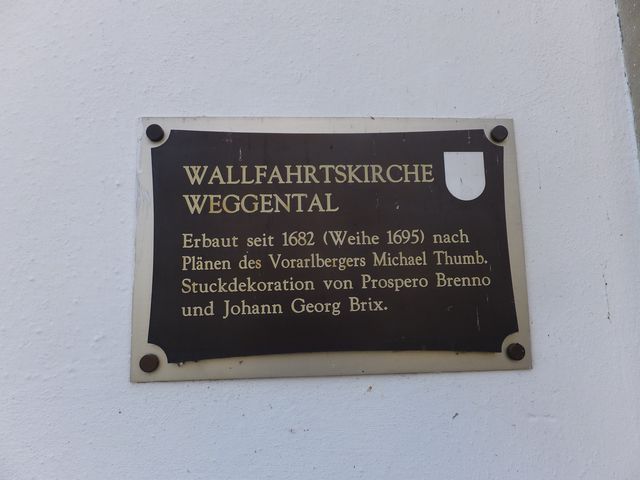 WALLFAHRTSKIRCHE
WEGGENTAL
Erbaut seit 1682 (Weihe 1695) nach
Plänen des Vorarlbergers Michael Thumb.
Stuckdekoration von Prospero Brenno
und Johann Georg Brix.